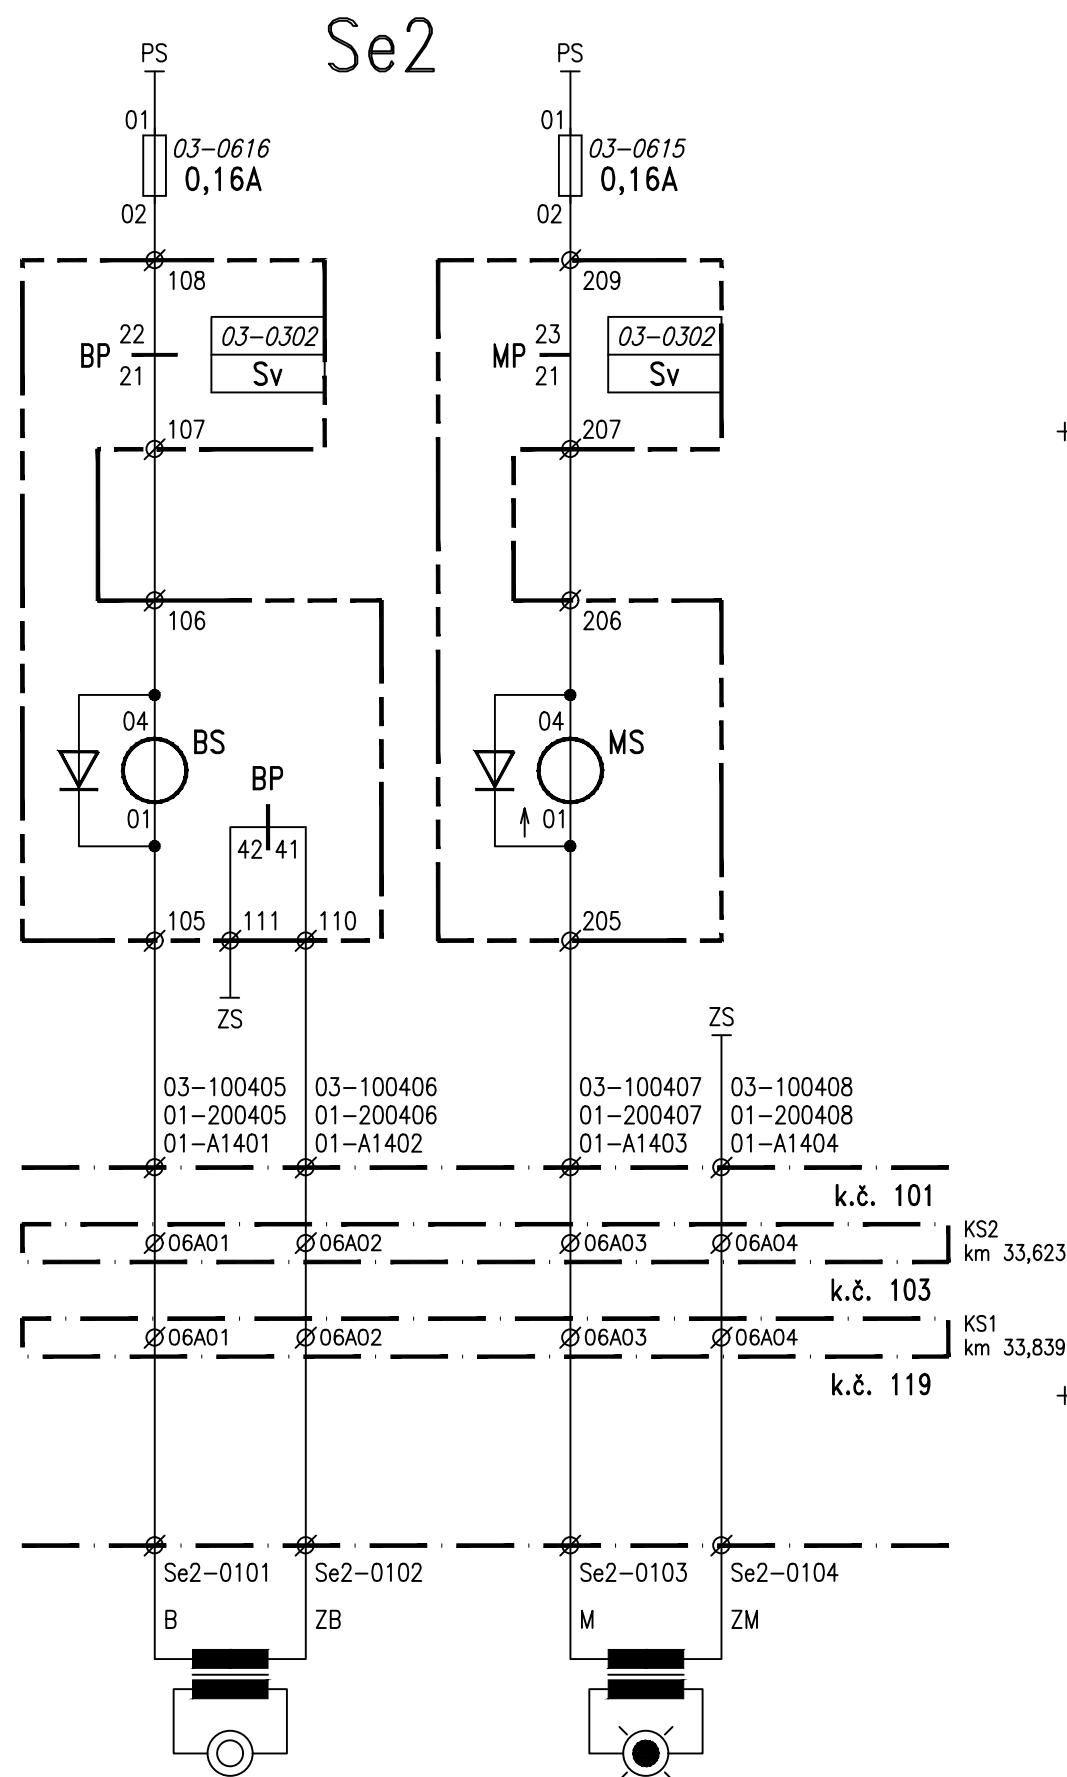 Se2
PS
PS
01
01
03-0616
03-0615
0,16A
0,16A
02
02
108
209
22
03-0302
23
03-0302
BP
MP
21
Sv
21
Sv
107
207
106
206
04
04
BS
MS
BP
01
01
42 41
105
111
110
205
ZS
ZS
03-100405
03-100406
03-100407
03-100408
01-200405
01-200406
01-200407
01-200408
01-A1401
01-A1402
01-A1403
01-A1404
k.č. 101
06A01
06A02
06A03
06A04
KS2
km 33,623
k.č. 103
06A01
06A02
06A03
06A04
KS1
km 33,839
k.č. 119
Se2-0101
Se2-0102
Se2-0103
Se2-0104
B
ZB
M
ZM